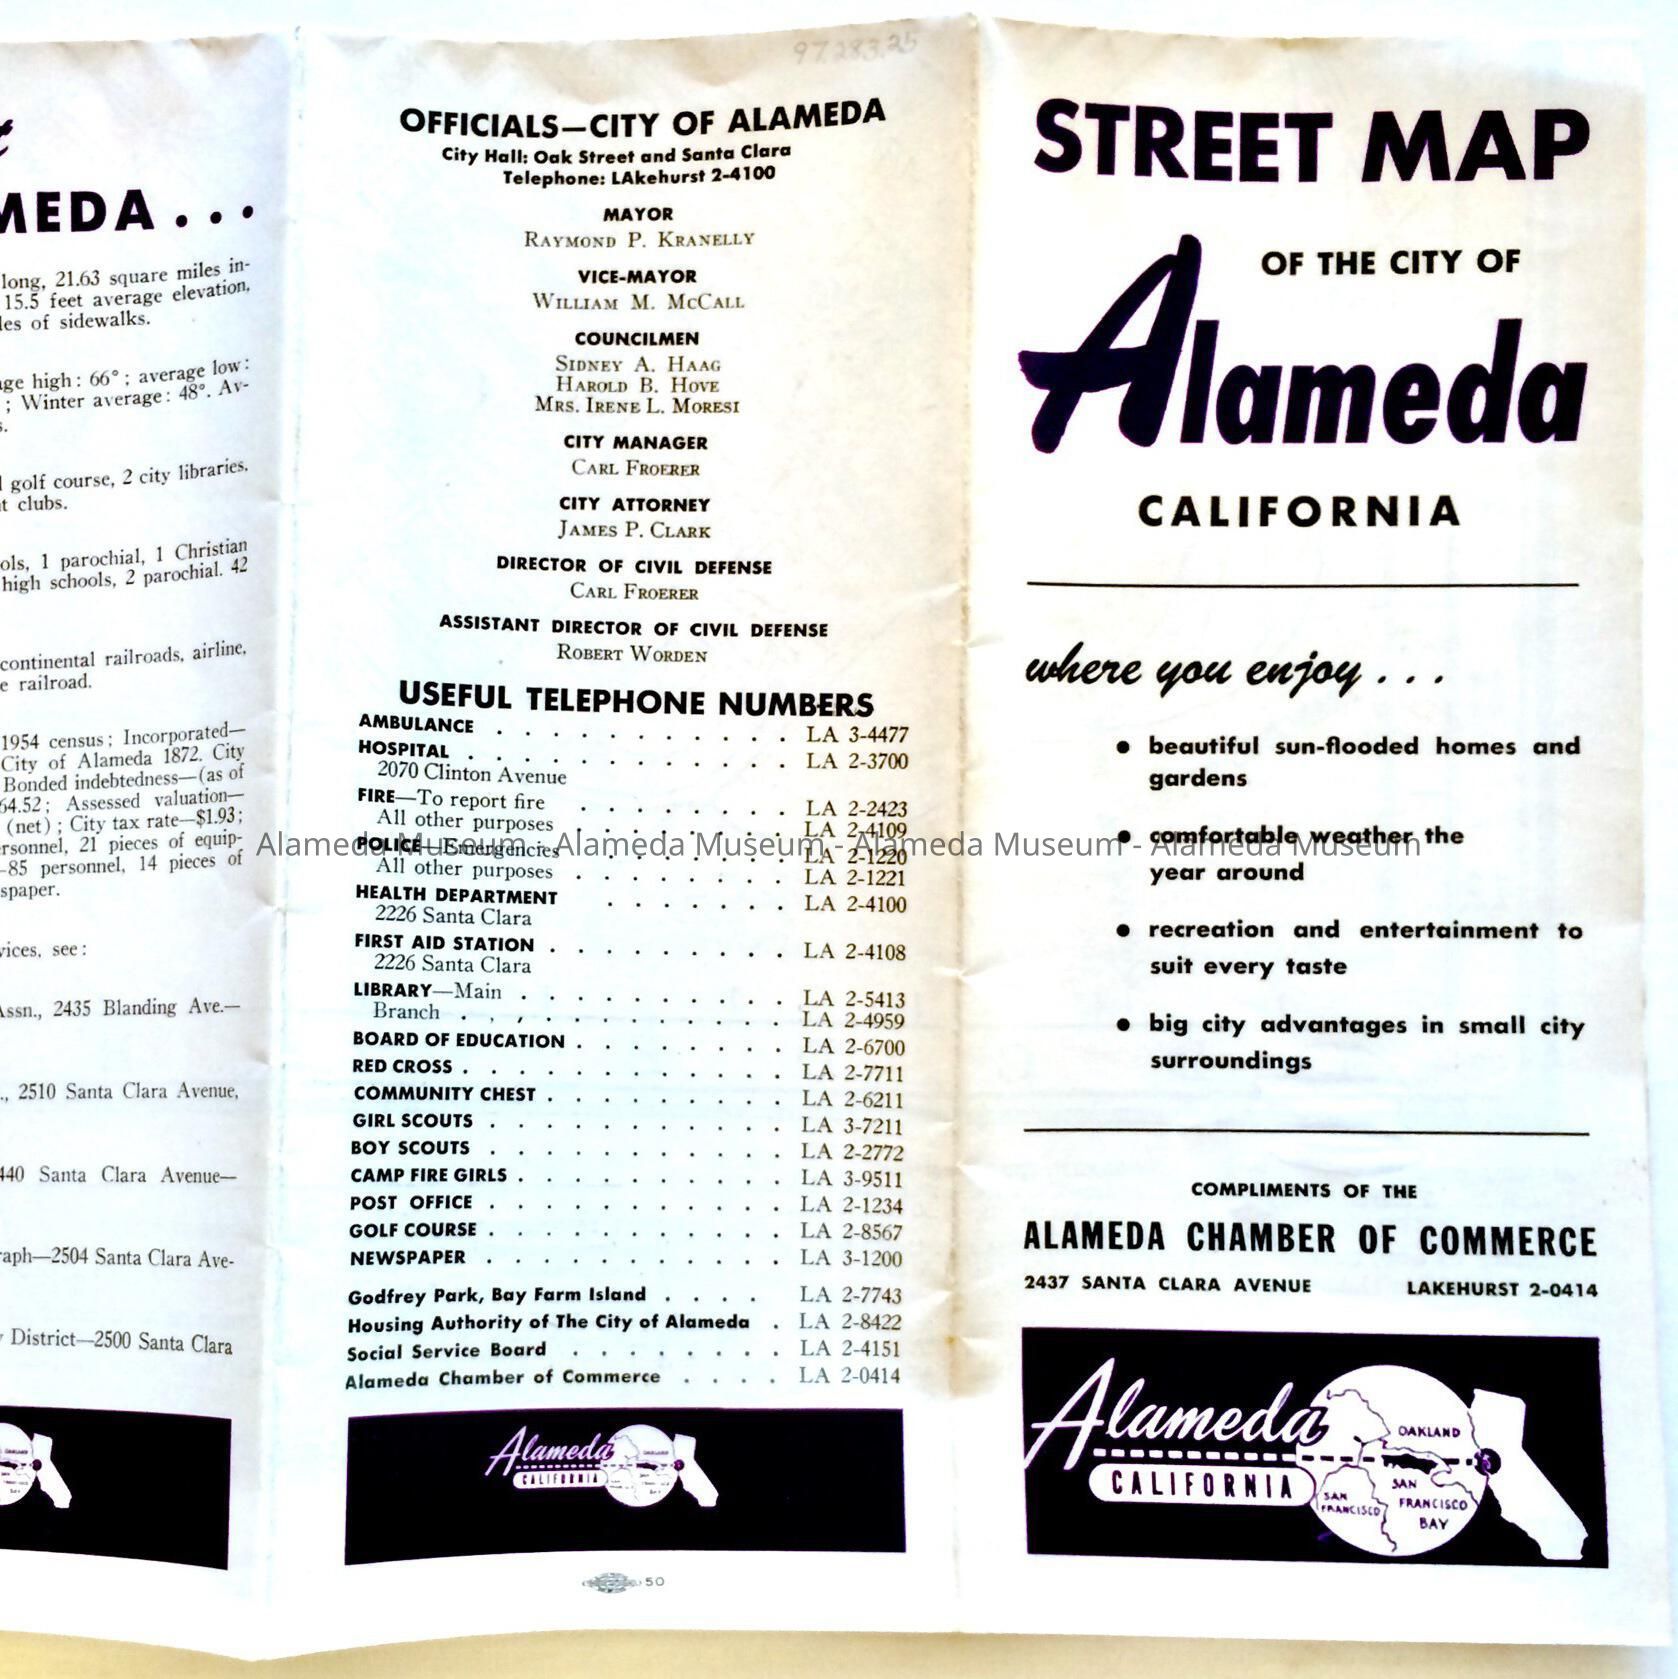 MEDA . . .
long, 21.63 square miles in-
15.5 feet average elevation,
les of sidewalks.
ge high: 66°; average low:
; Winter average: 48°. Av-
s.
golf course, 2 city libraries,
t clubs.
ols, 1 parochial, 1 Christian
high schools, 2 parochial. 42
continental railroads, airline,
e railroad.
1954 census; Incorporated—
City of Alameda 1872. City
Bonded indebtedness—(as of
64.52; Assessed valuation—
(net); City tax rate—$1.93;
rsonnel, 21 pieces of equip-
-85 personnel, 14 pieces of
spaper.
vices, see:
Assn., 2435 Blanding Ave.—
., 2510 Santa Clara Avenue,
440 Santa Clara Avenue—
raph—2504 Santa Clara Ave-
y District—2500 Santa Clara
97.283.25
OFFICIALS—CITY OF ALAMEDA
City Hall: Oak Street and Santa Clara
Telephone: LAkehurst 2-4100
MAYOR
RAYMOND P. KRANELLY
VICE-MAYOR
WILLIAM M. MCCALL
COUNCILMEN
SIDNEY A. HAAG
HAROLD B. HOVE
MRS. IRENE L. MORESI
CITY MANAGER
CARL FROERER
CITY ATTORNEY
JAMES P. CLARK
DIRECTOR OF CIVIL DEFENSE
CARL FROERER
ASSISTANT DIRECTOR OF CIVIL DEFENSE
ROBERT WORDEN
USEFUL TELEPHONE NUMBERS
AMBULANCE . . . . . . . . . . . LA 3-4477
HOSPITAL . . . . . . . . . . . . LA 2-3700
2070 Clinton Avenue
FIRE—To report fire . . . . . . . LA 2-2423
All other purposes . . . . . . . . LA 2-4109
POLICE—Emergencies . . . . . . . LA 2-1220
All other purposes . . . . . . . . LA 2-1221
HEALTH DEPARTMENT . . . . . . . LA 2-4100
2226 Santa Clara
FIRST AID STATION . . . . . . . . . LA 2-4108
2226 Santa Clara
LIBRARY—Main . . . . . . . . . . LA 2-5413
Branch . . . . . . . . . . . . LA 2-4959
BOARD OF EDUCATION . . . . . . . . LA 2-6700
RED CROSS . . . . . . . . . . . . LA 2-7711
COMMUNITY CHEST . . . . . . . . . LA 2-6211
GIRL SCOUTS . . . . . . . . . . . LA 3-7211
BOY SCOUTS . . . . . . . . . . . LA 2-2772
CAMP FIRE GIRLS . . . . . . . . . . LA 3-9511
POST OFFICE . . . . . . . . . . . LA 2-1234
GOLF COURSE . . . . . . . . . . . LA 2-8567
NEWSPAPER . . . . . . . . . . . LA 3-1200
Godfrey Park, Bay Farm Island . . . . LA 2-7743
Housing Authority of The City of Alameda . LA 2-8422
Social Service Board . . . . . . . . LA 2-4151
Alameda Chamber of Commerce . . . . LA 2-0414
Alameda
CALIFORNIA
50
STREET MAP
OF THE CITY OF
Alameda
CALIFORNIA
where you enjoy . . .
● beautiful sun-flooded homes and
gardens
● comfortable weather the
year around
● recreation and entertainment to
suit every taste
● big city advantages in small city
surroundings
COMPLIMENTS OF THE
ALAMEDA CHAMBER OF COMMERCE
2437 SANTA CLARA AVENUE LAKEHURST 2-0414
Alameda
CALIFORNIA
OAKLAND
SAN
FRANCISCO
SAN
FRANCISCO
BAY
Alameda Museum - Alameda Museum - Alameda Museum - Alameda Museum